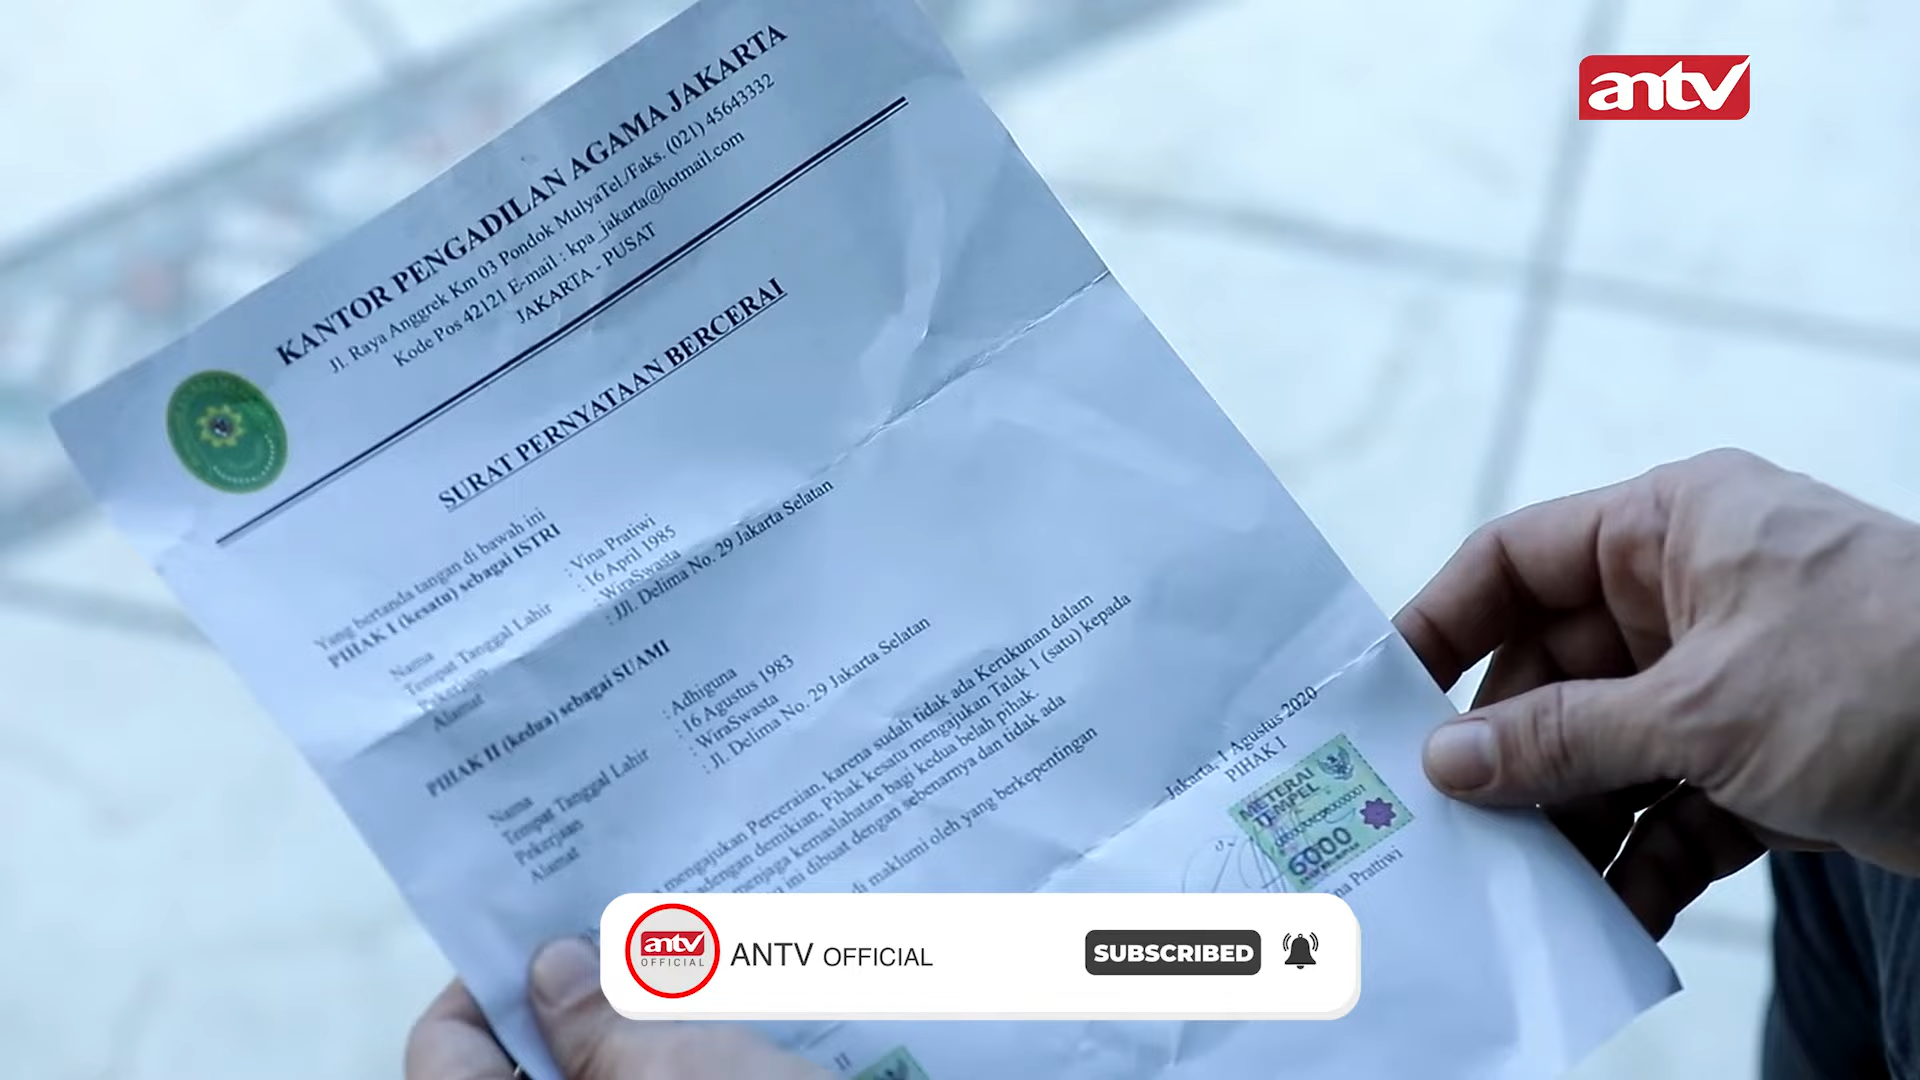 antv
KANTOR PENGADILAN AGAMA JAKARTA
Jl. Raya Anggrek Km 03 Pondok MulyaTel./Faks. (021) 45643332
Kode Pos 42121 E-mail : kpa_jakarta@hotmail.com
JAKARTA - PUSAT
SURAT PERNYATAAN BERCERAI
Yang bertanda tangan di bawah ini
PIHAK I (kesatu) sebagai ISTRI
Nama : Vina Pratiwi
Tempat Tanggal Lahir : 16 April 1985
Pekerjaan : WiraSwasta
Alamat : JJl. Delima No. 29 Jakarta Selatan
PIHAK II (kedua) sebagai SUAMI
Nama : Adhiguna
Tempat Tanggal Lahir : 16 Agustus 1983
Pekerjaan : WiraSwasta
Alamat : Jl. Delima No. 29 Jakarta Selatan
mengajukan Perceraian, karena sudah tidak ada Kerukunan dalam
demikian, Pihak kesatu mengajukan Talak 1 (satu) kepada
menjaga kemaslahatan bagi kedua belah pihak.
ini dibuat dengan sebenarnya dan tidak ada
di maklumi oleh yang berkepentingan
Jakarta, 1 Agustus 2020
PIHAK I
METERAI
TEMPEL
6000
Prattiwi
II
antv
OFFICIAL
ANTV OFFICIAL
SUBSCRIBED